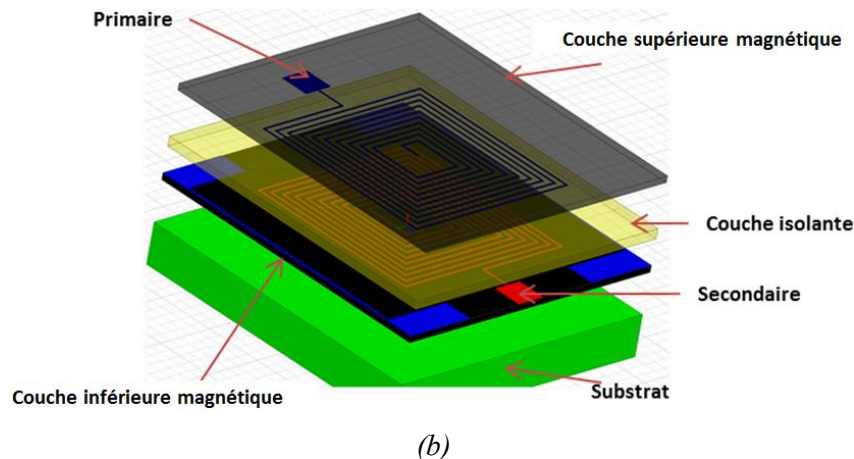 Primaire
Couche supérieure magnétique
Couche isolante
Secondaire
Couche inférieure magnétique
Substrat
(b)